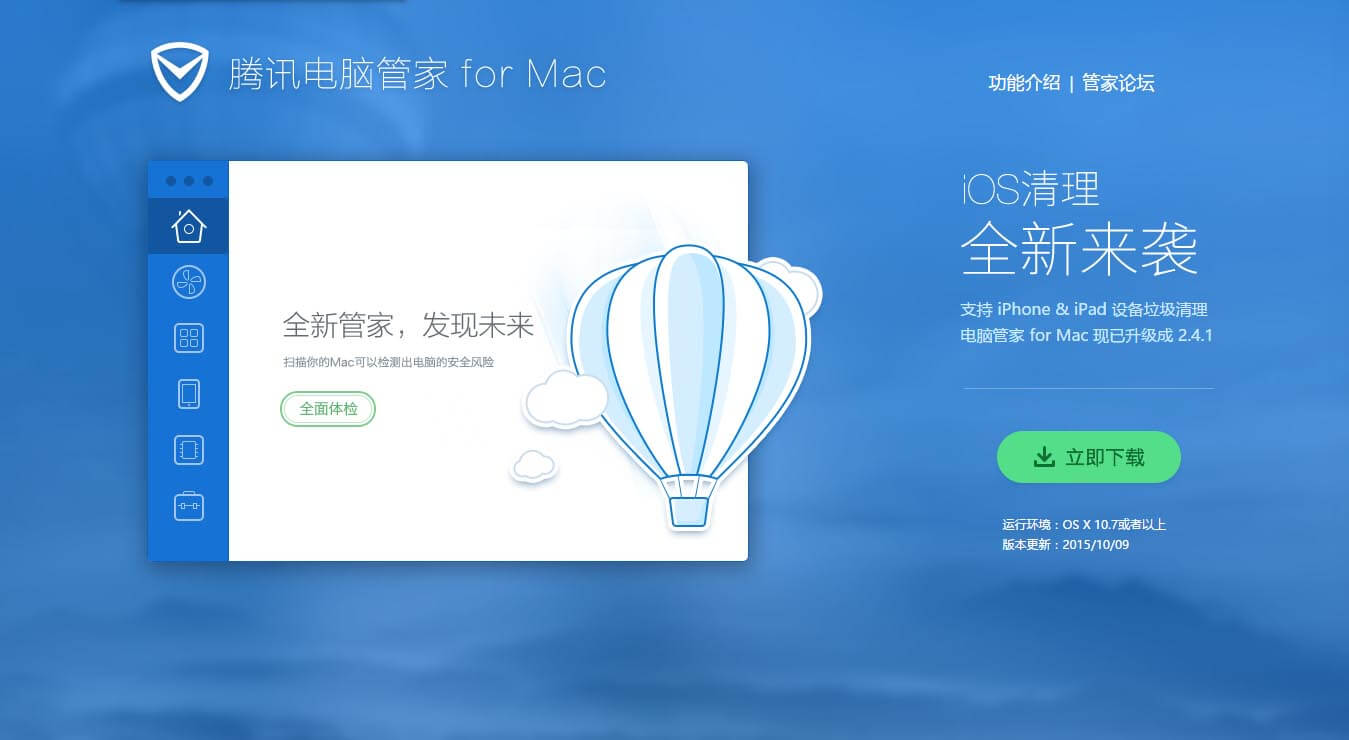 腾讯电脑管家 for Mac
功能介绍 | 管家论坛
全新管家，发现未来
扫描你的Mac可以检测出电脑的安全风险
全面体检
iOS清理
全新来袭
支持 iPhone & iPad 设备垃圾清理
电脑管家 for Mac 现已升级成 2.4.1
立即下载
运行环境：OS X 10.7或者以上
版本更新：2015/10/09